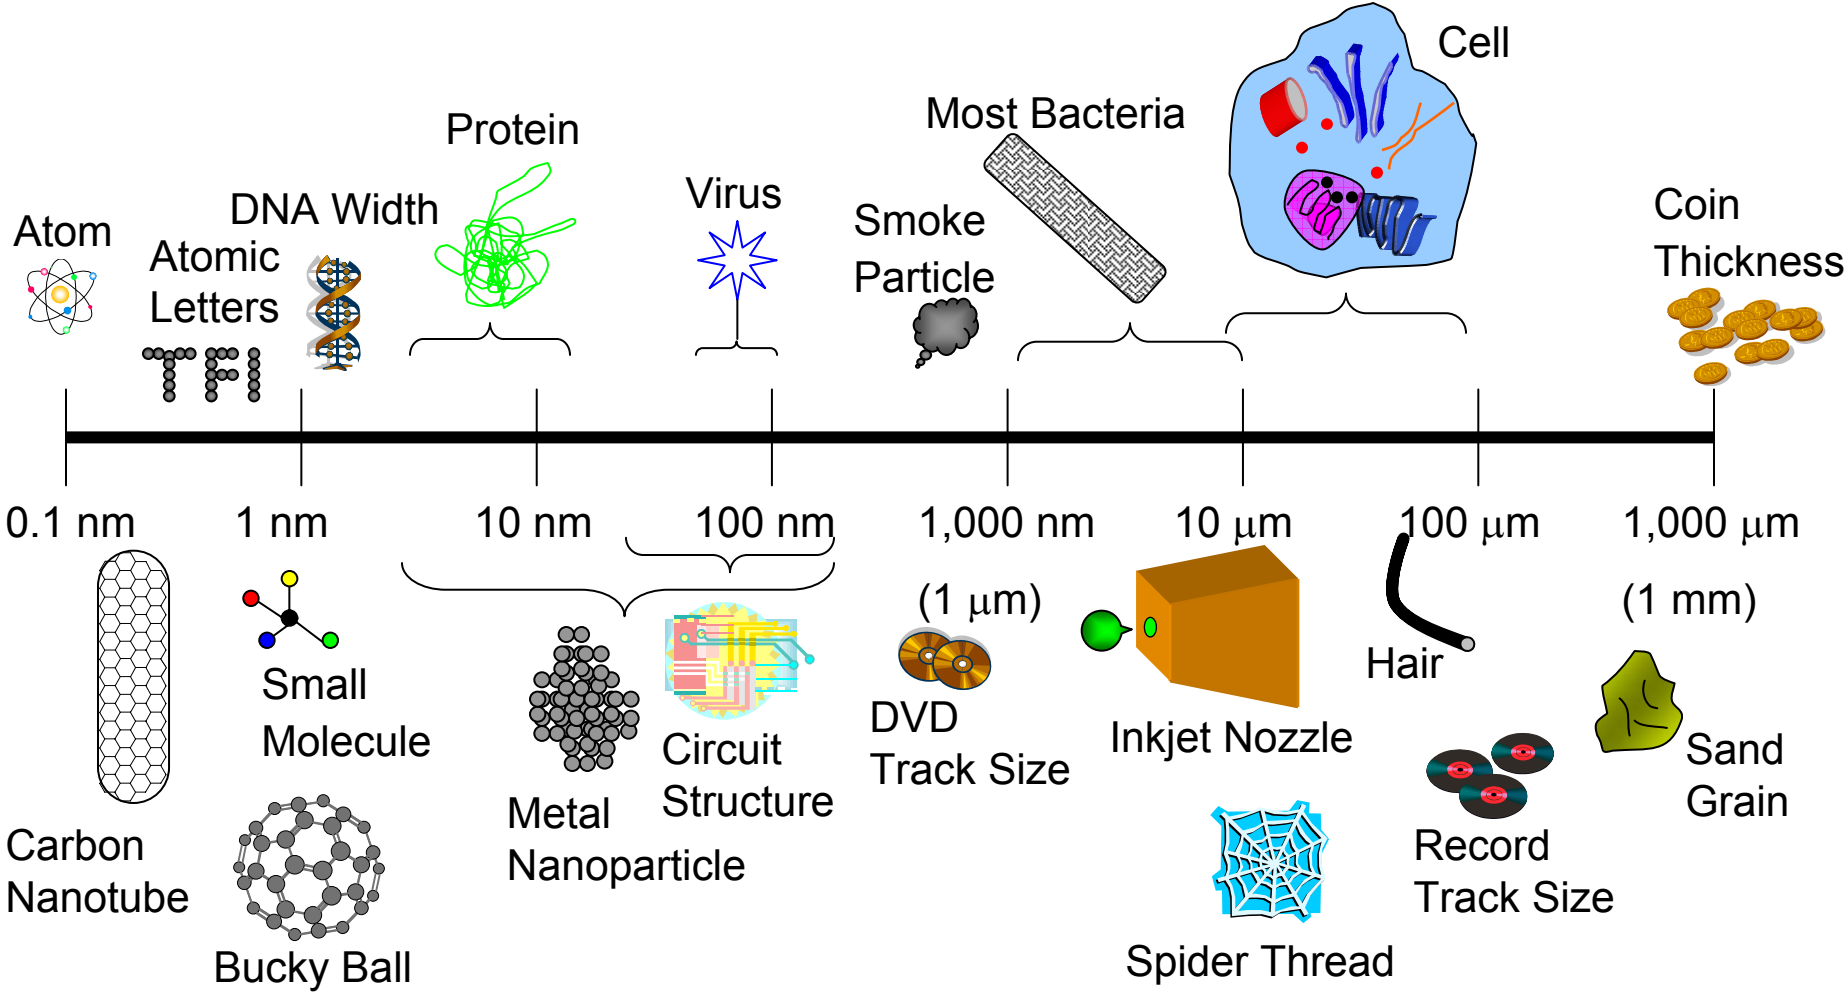 Cell
Most Bacteria
Protein
Virus
DNA Width
Smoke
Particle
Coin
Thickness
Atom
Atomic
Letters
TFI
0.1 nm
1 nm
10 nm
100 nm
1,000 nm
10 μm
100 μm
1,000 μm
(1 μm)
(1 mm)
Small
Molecule
Hair
DVD
Track Size
Inkjet Nozzle
Circuit
Structure
Sand
Grain
Metal
Nanoparticle
Carbon
Nanotube
Record
Track Size
Bucky Ball
Spider Thread